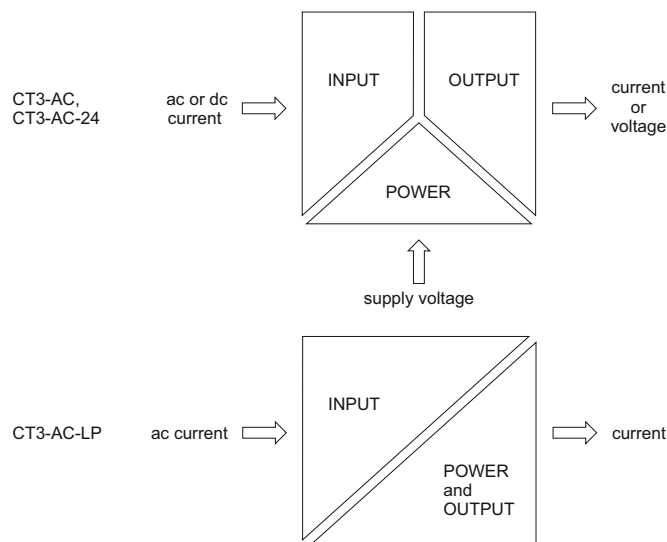 INPUT
OUTPUT
CT3-AC,
CT3-AC-24
ac or dc
current
current
or
voltage
POWER
supply voltage
INPUT
CT3-AC-LP
ac current
current
POWER
and
OUTPUT